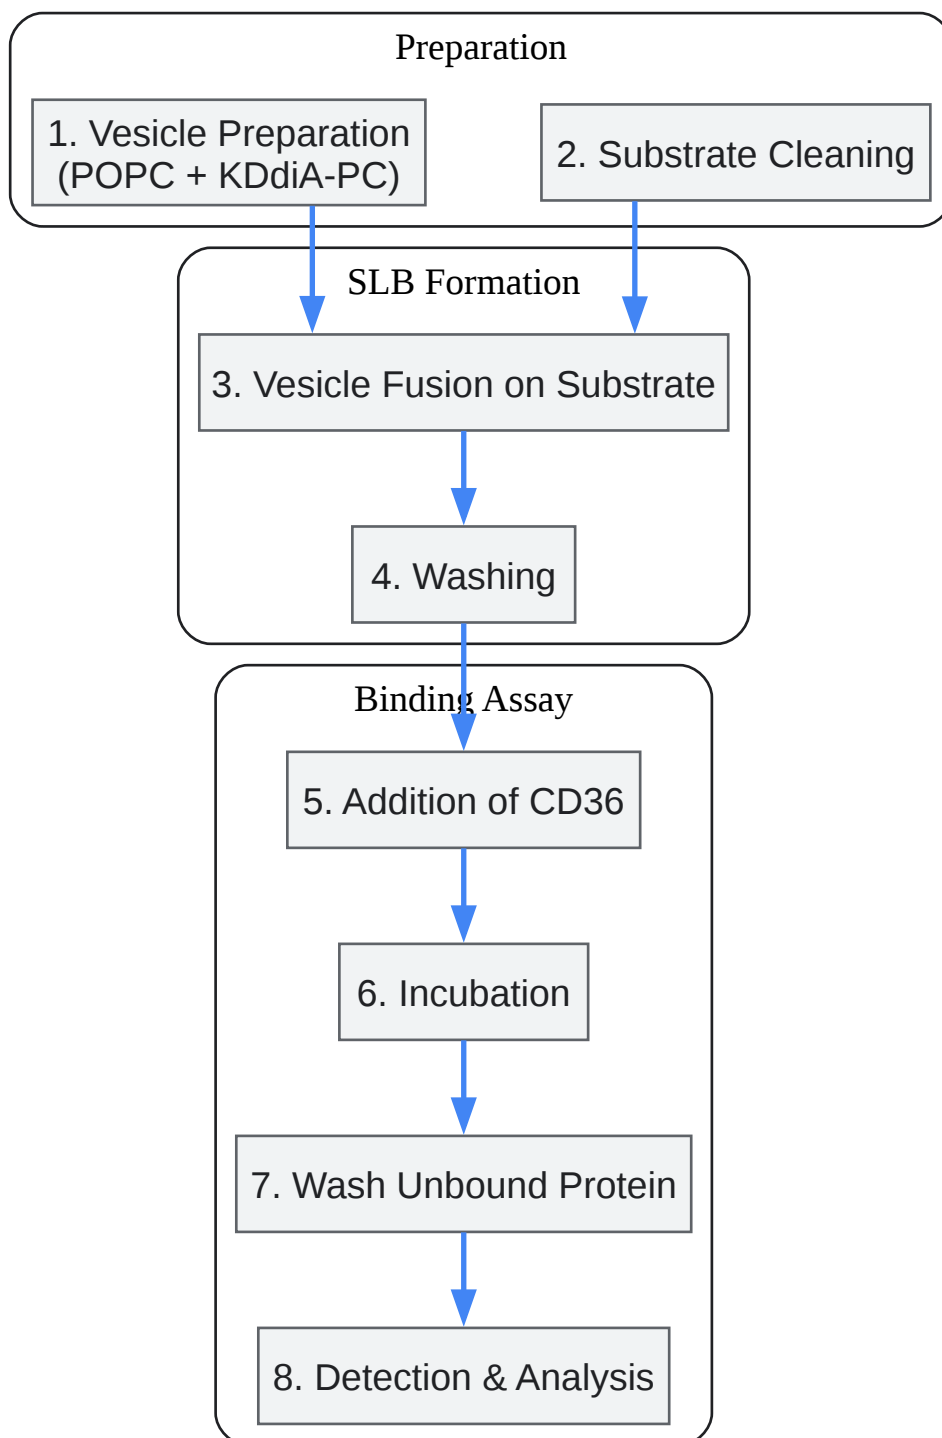 Preparation
1. Vesicle Preparation
(POPC + KDdiA-PC)
2. Substrate Cleaning
SLB Formation
3. Vesicle Fusion on Substrate
4. Washing
Binding Assay
5. Addition of CD36
6. Incubation
7. Wash Unbound Protein
8. Detection & Analysis